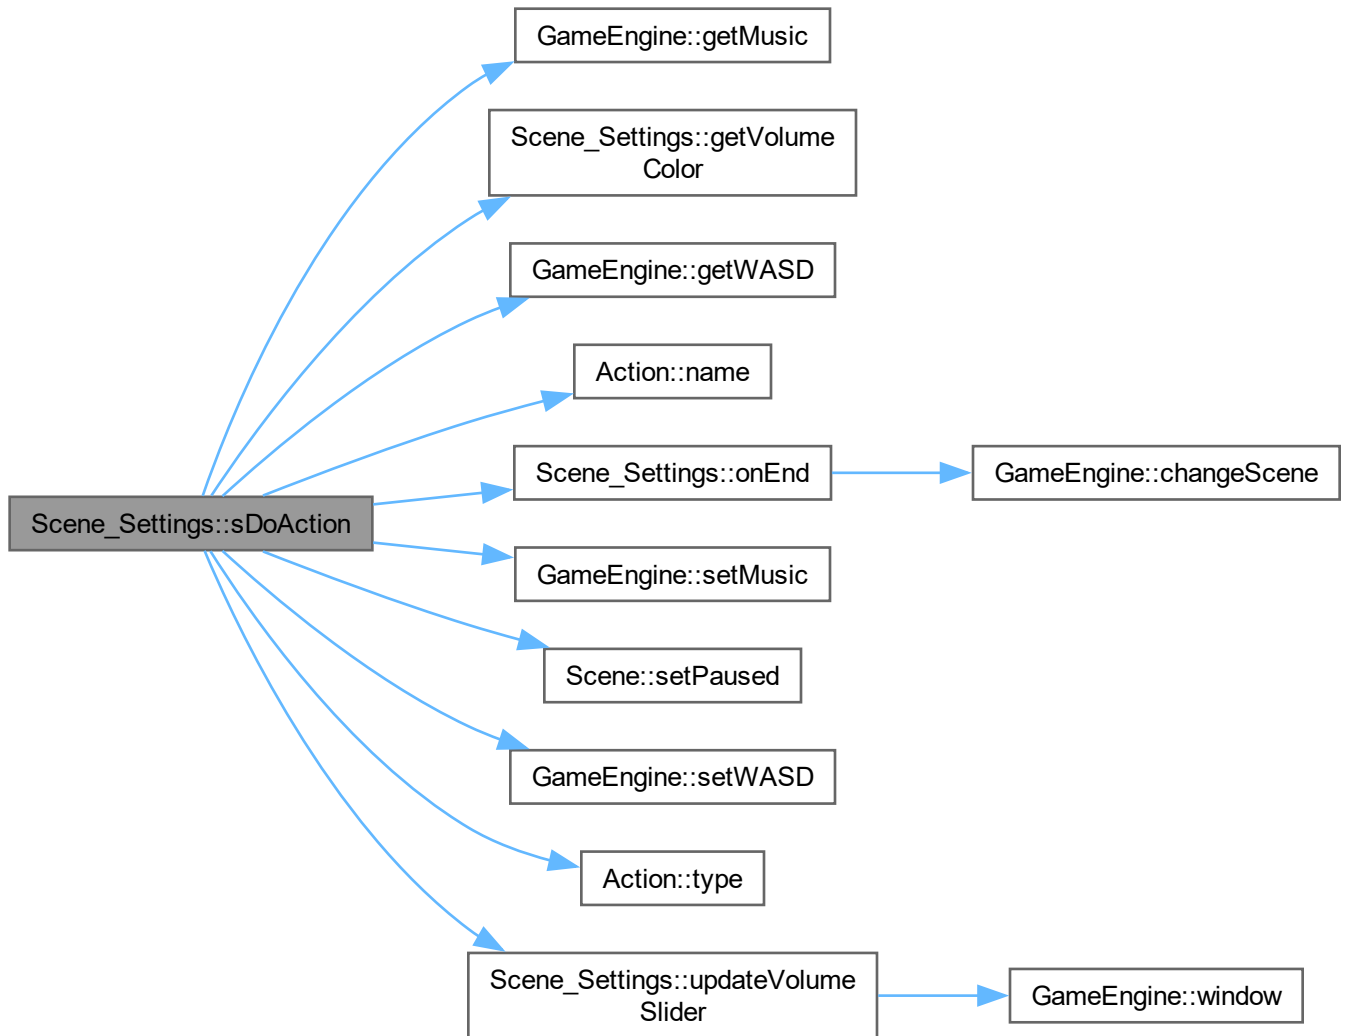 GameEngine::getMusic
Scene_Settings::getVolume
Color
GameEngine::getWASD
Action::name
Scene_Settings::onEnd
GameEngine::changeScene
Scene_Settings::sDoAction
GameEngine::setMusic
Scene::setPaused
GameEngine::setWASD
Action::type
Scene_Settings::updateVolume
Slider
GameEngine::window